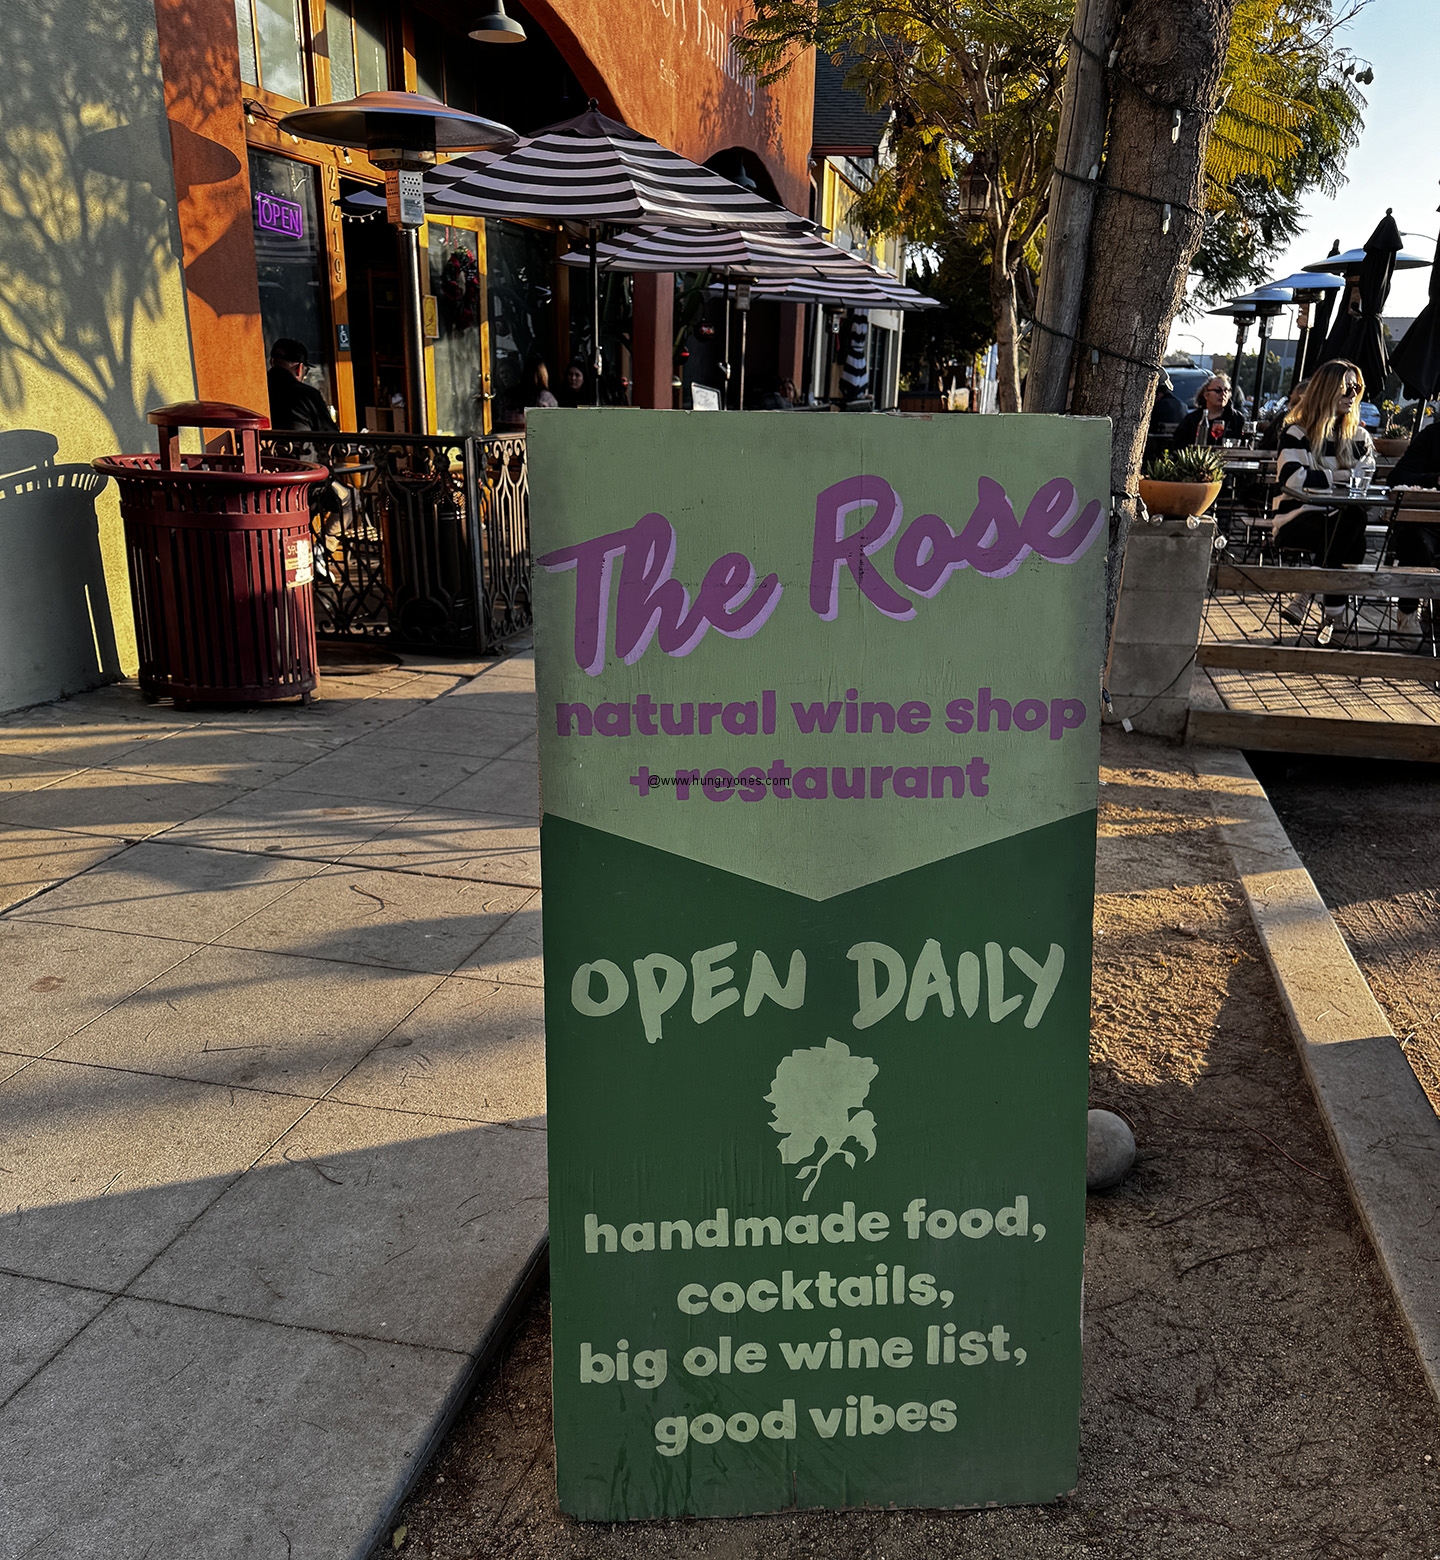 OPEN
2219
The Rose
natural wine shop
+ restaurant
@www.hungryones.com
OPEN DAILY
handmade food,
cocktails,
big ole wine list,
good vibes